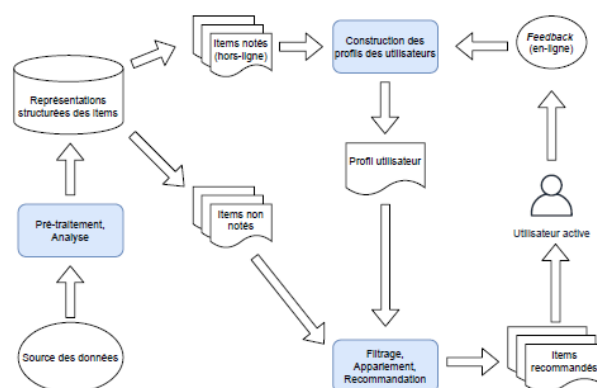 Items notés
(hors-ligne)
Construction des
profils des utilisateurs
Feedback
(en-ligne)
Représentations
structurées des items
Profil utilisateur
Pré-traitement,
Analyse
Items non
notés
Utilisateur active
Source des données
Filtrage,
Appariement,
Recommandation
Items
recommandés